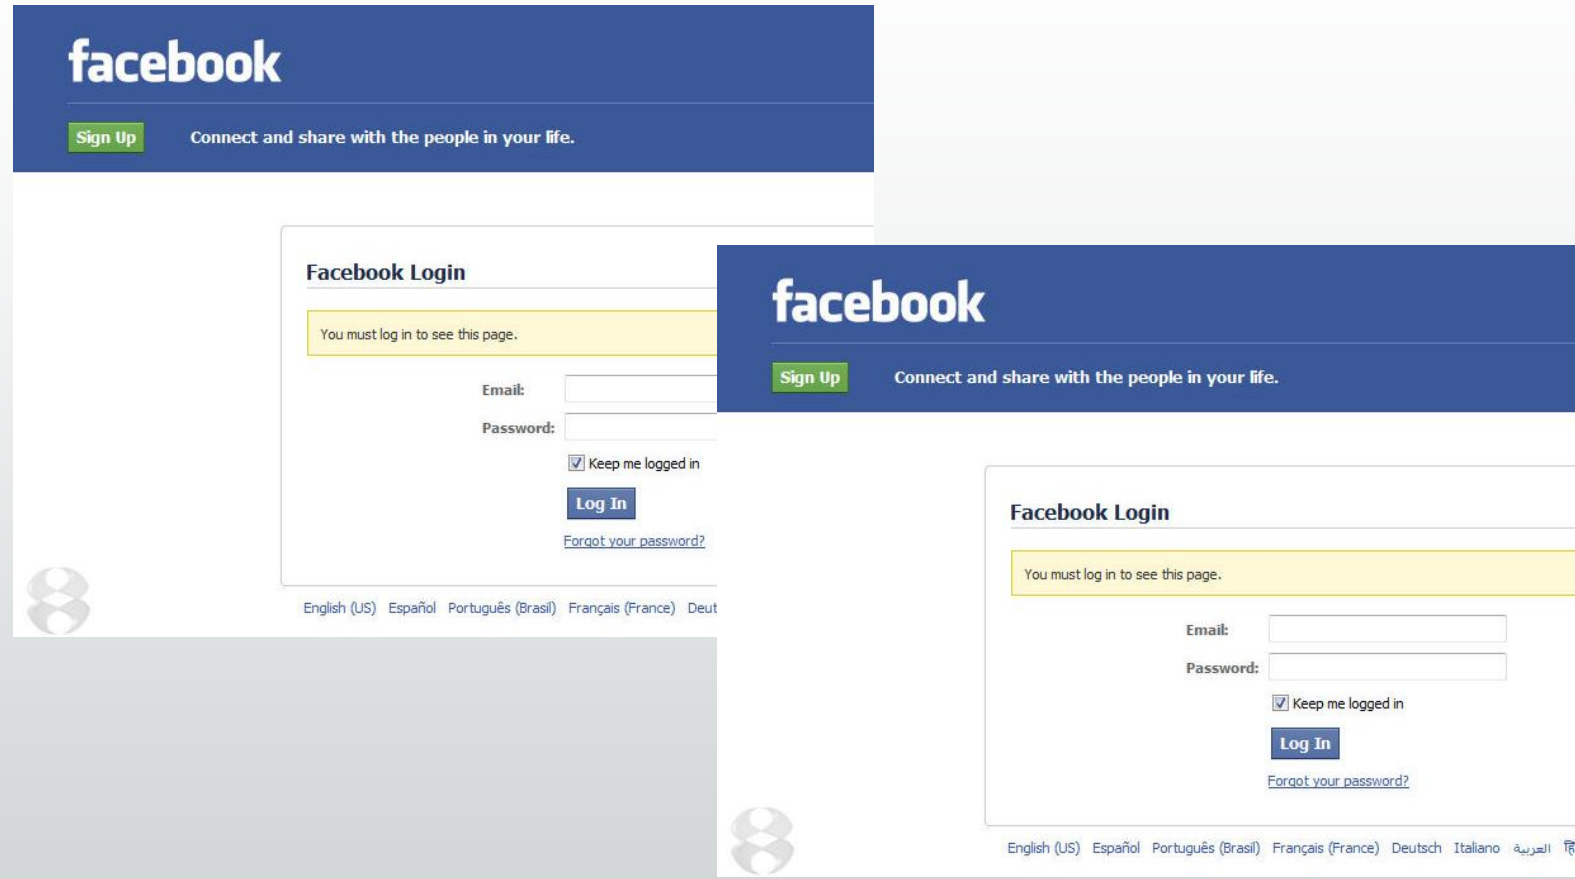 facebook
Sign Up Connect and share with the people in your life.
Facebook Login
You must log in to see this page.
Email:
Password:
Keep me logged in
Log In
Forgot your password?
English (US) Español Português (Brasil) Français (France) Deut
facebook
Sign Up Connect and share with the people in your life.
Facebook Login
You must log in to see this page.
Email:
Password:
Keep me logged in
Log In
Forgot your password?
English (US) Español Português (Brasil) Français (France) Deutsch Italiano العربية हि